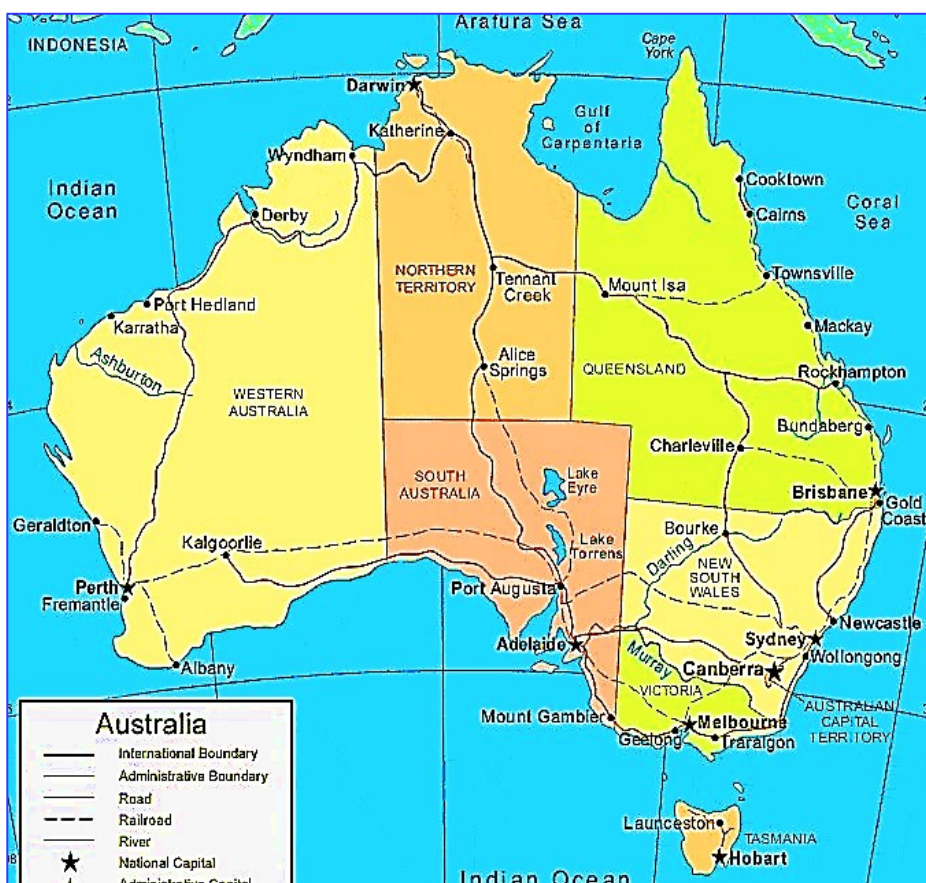 Arafura Sea
INDONESIA
Cape
York
Darwin
Gulf
of
Carpentaria
Katherine
Wyndham
Indian
Ocean
Cooktown
Coral
Sea
Derby
Cairns
NORTHERN
TERRITORY
Tennant
Creek
Townsville
Mount Isa
Port Hedland
Karratha
Mackay
Ashburton
Alice
Springs
QUEENSLAND
Rockhampton
WESTERN
AUSTRALIA
Bundaberg
Charleville
SOUTH
AUSTRALIA
Lake
Eyre
Brisbane
Gold
Coast
Geraldton
Bourke
Kalgoorlie
Lake
Torrens
Darling
NEW
SOUTH
WALES
Perth
Fremantle
Port Augusta
Newcastle
Adelaide
Sydney
Wollongong
Albany
Murray
Canberra
VICTORIA
AUSTRALIAN
CAPITAL
TERRITORY
Mount Gambier
Melbourne
Geelong
Traralgon
Australia
International Boundary
Administrative Boundary
Road
Railroad
River
National Capital
Launceston
TASMANIA
Hobart
Indian Ocean